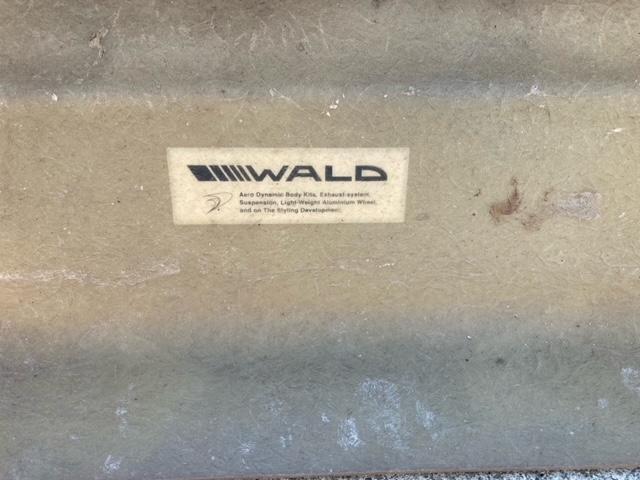 WALD
Aero Dynamic Body Kits, Exhaust-system,
Suspension, Light-Weight Aluminium Wheel,
and on The Styling Development.